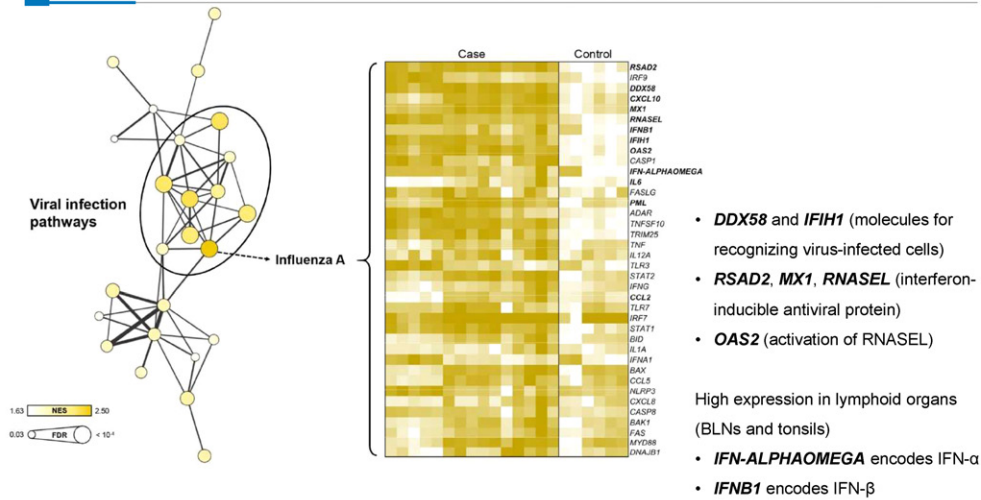 Case Control
RSAD2
IRF9
DDX58
CXCL10
MX1
RNASEL
IFNB1
IFIH1
OAS2
CASP1
IFN-ALPHAOMEGA
IL6
FASLG
PML
ADAR
TNFSF10
TRIM25
TNF
IL12A
TLR3
STAT2
IFNG
CCL2
TLR7
IRF7
STAT1
BID
IL1A
IFNA1
BAX
CCL5
NLRP3
CXCL8
CASP8
BAK1
FAS
MYD88
DNAJB1
Viral infection
pathways
Influenza A
1.63 NES 2.50
0.03 FDR
• DDX58 and IFIH1 (molecules for
recognizing virus-infected cells)
• RSAD2, MX1, RNASEL (interferon-
inducible antiviral protein)
• OAS2 (activation of RNASEL)
High expression in lymphoid organs
(BLNs and tonsils)
• IFN-ALPHAOMEGA encodes IFN-α
• IFNB1 encodes IFN-β